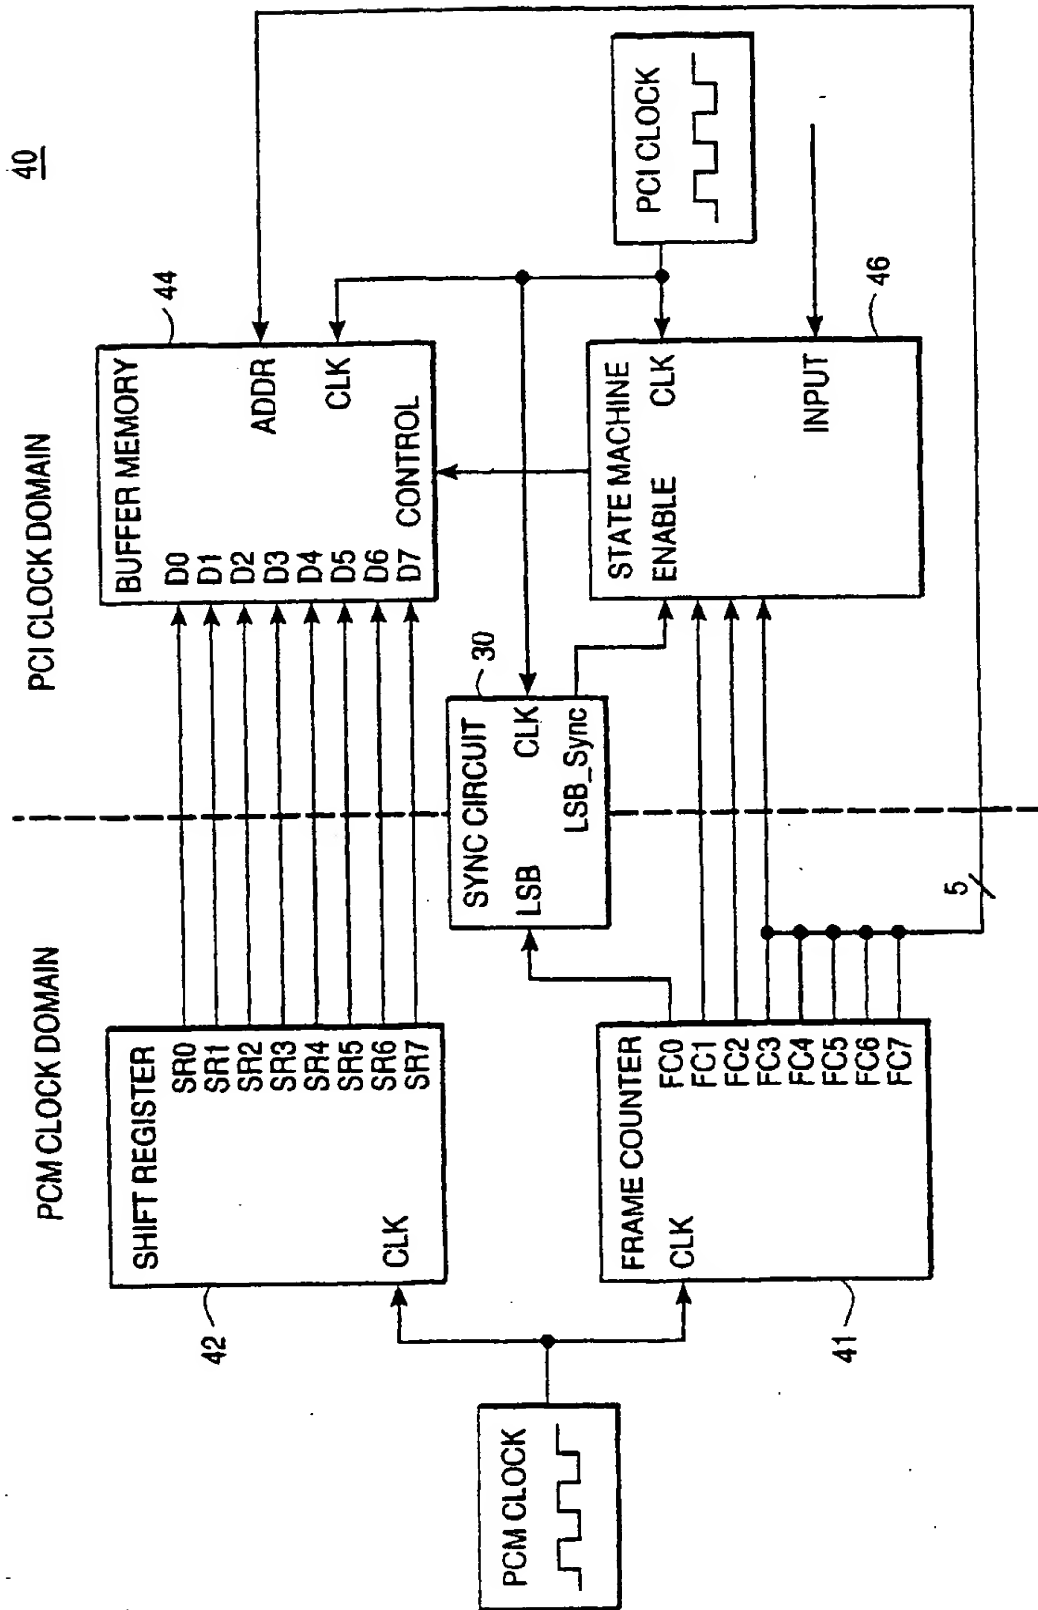 40
PCM CLOCK DOMAIN
PCI CLOCK DOMAIN
SHIFT REGISTER
SR0
SR1
SR2
SR3
SR4
SR5
SR6
SR7
CLK
42
BUFFER MEMORY
D0
D1
D2
D3
D4
D5
D6
D7
ADDR
CLK
CONTROL
44
PCM CLOCK
SYNC CIRCUIT
LSB
CLK
LSB_Sync
30
PCI CLOCK
FRAME COUNTER
CLK
FC0
FC1
FC2
FC3
FC4
FC5
FC6
FC7
41
5
STATE MACHINE
ENABLE
CLK
INPUT
46